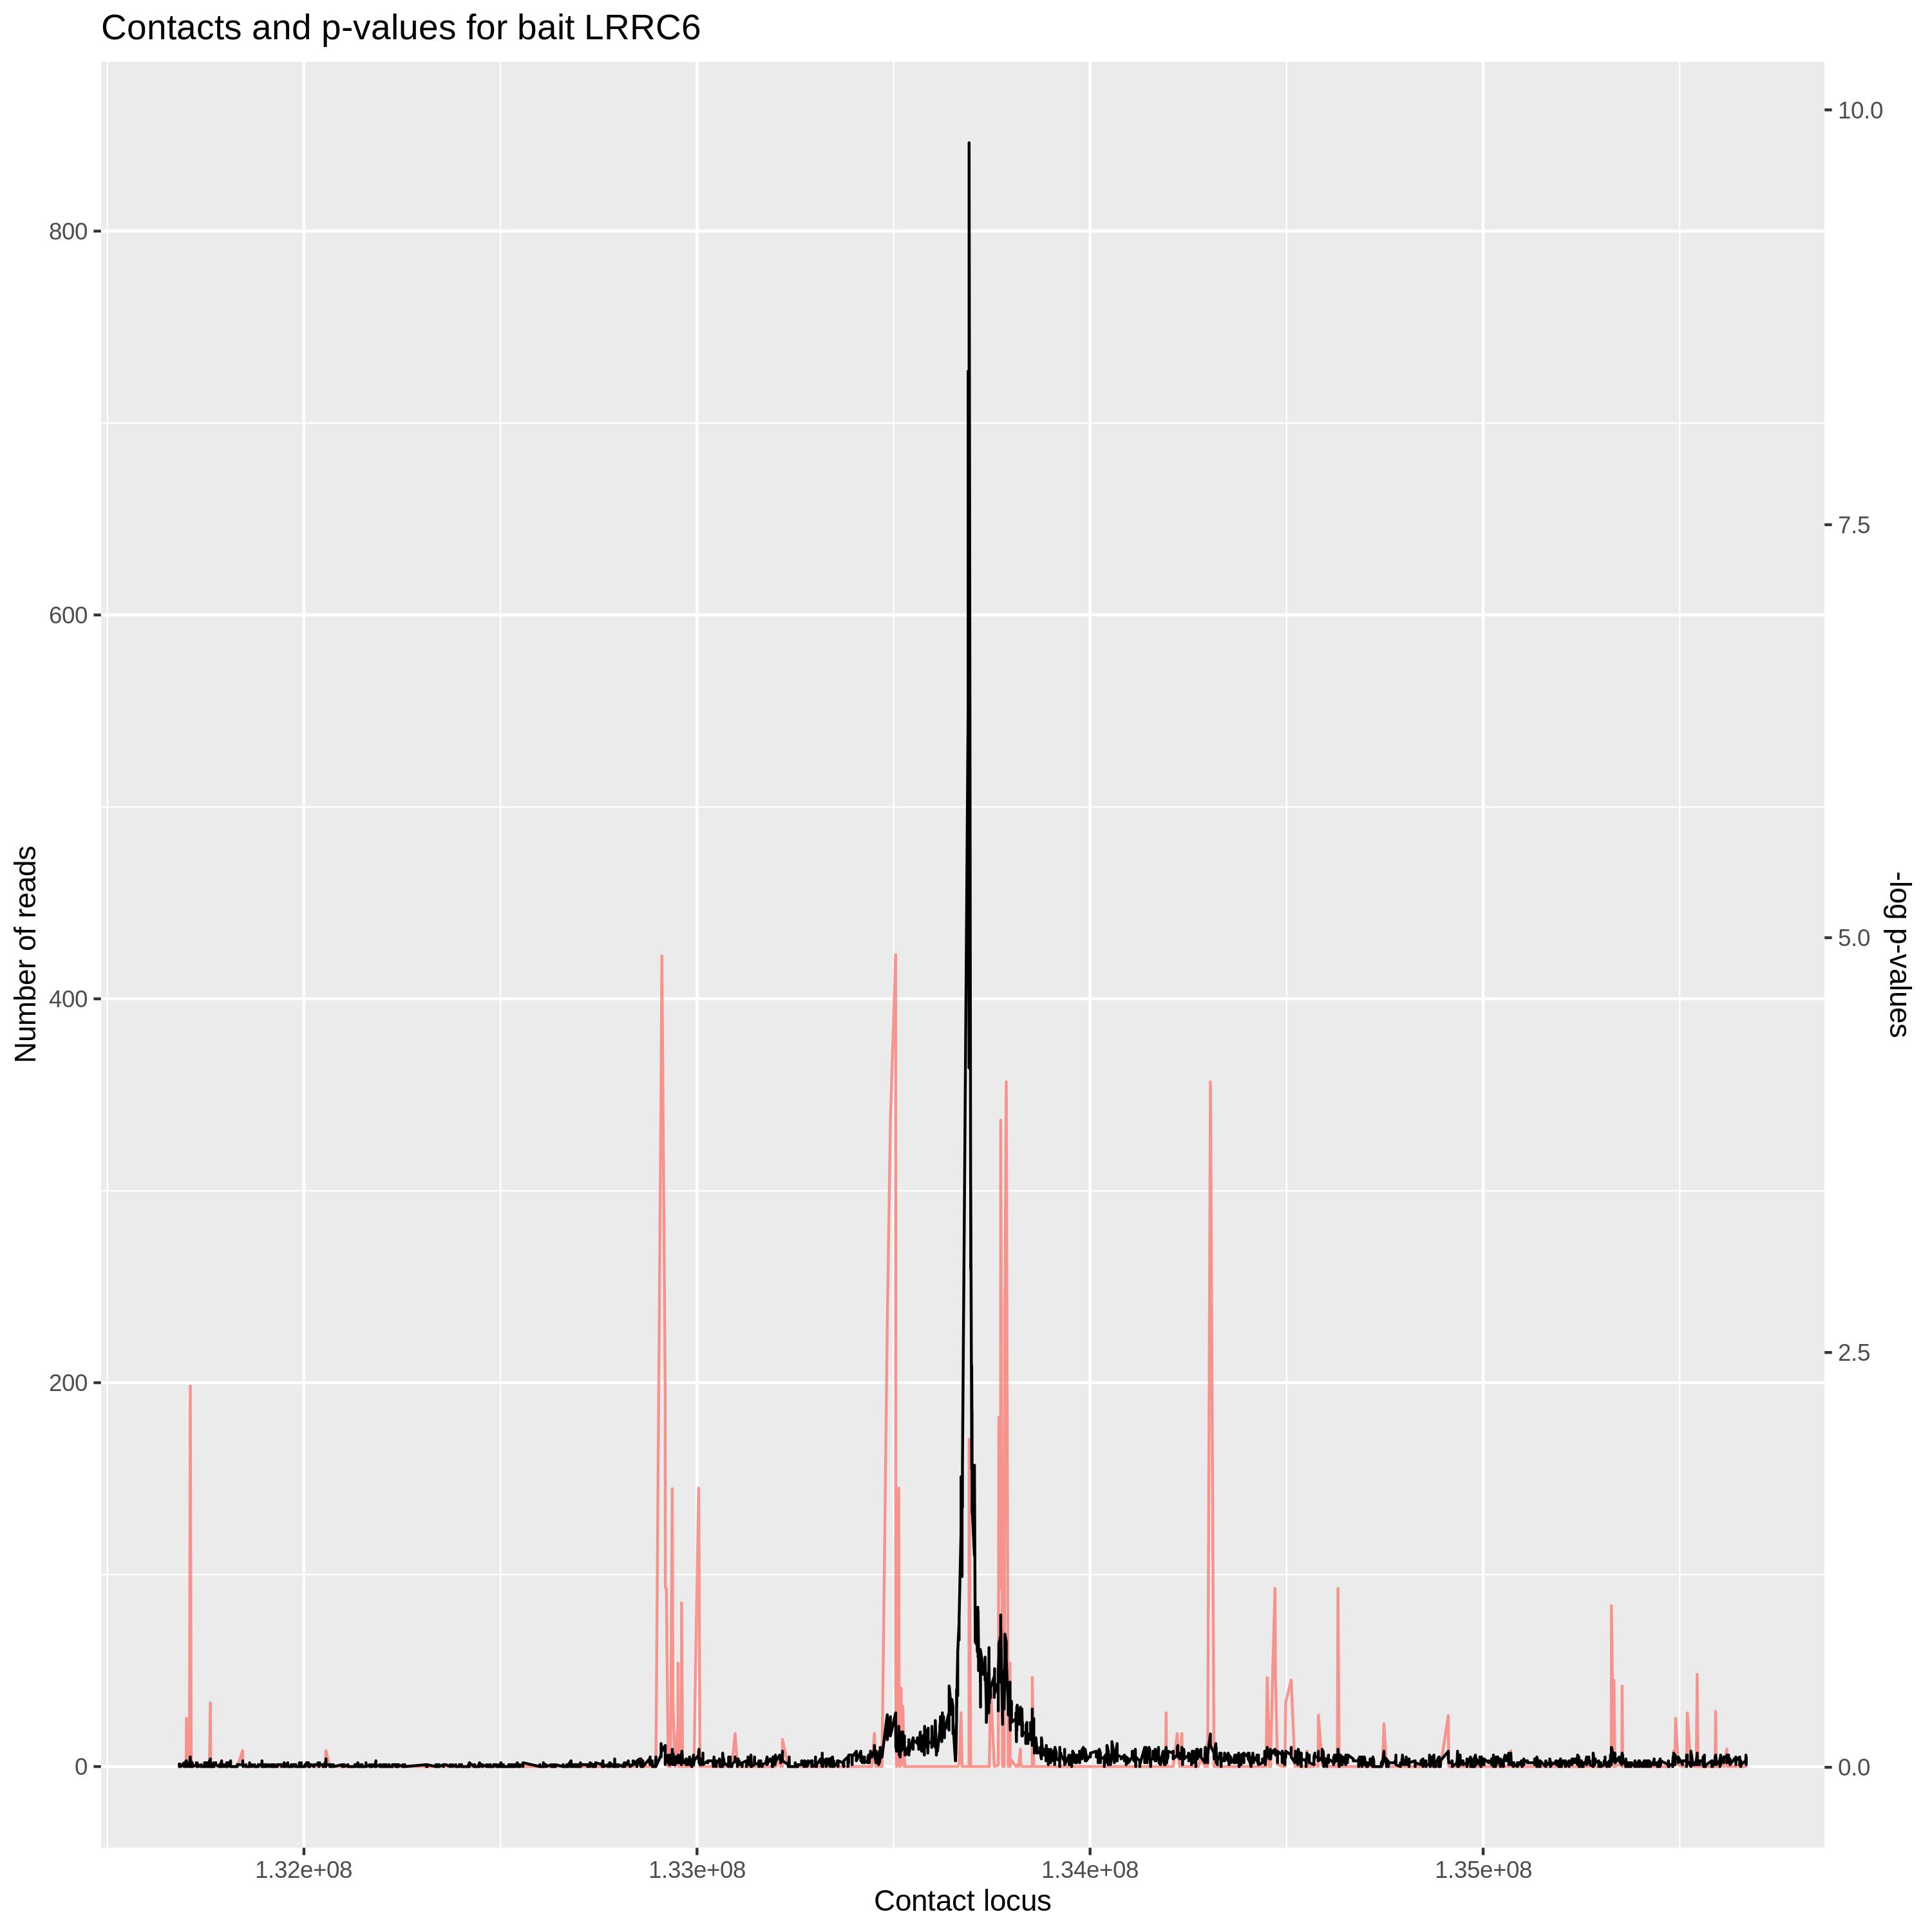 Contacts and p-values for bait LRRC6
Number of reads
800
600
400
200
0
10.0
7.5
5.0
2.5
0.0
-log p-values
1.32e+08 1.33e+08 1.34e+08 1.35e+08
Contact locus